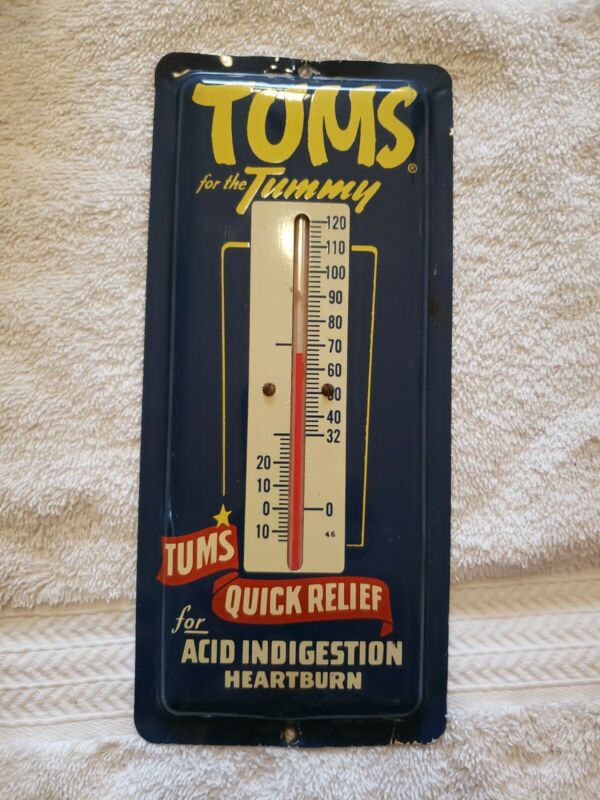 TUMS®
for the Tummy
120
110
100
90
80
70
60
50
40
32
20
10
0 0
10
46
TUMS
QUICK RELIEF
for
ACID INDIGESTION
HEARTBURN